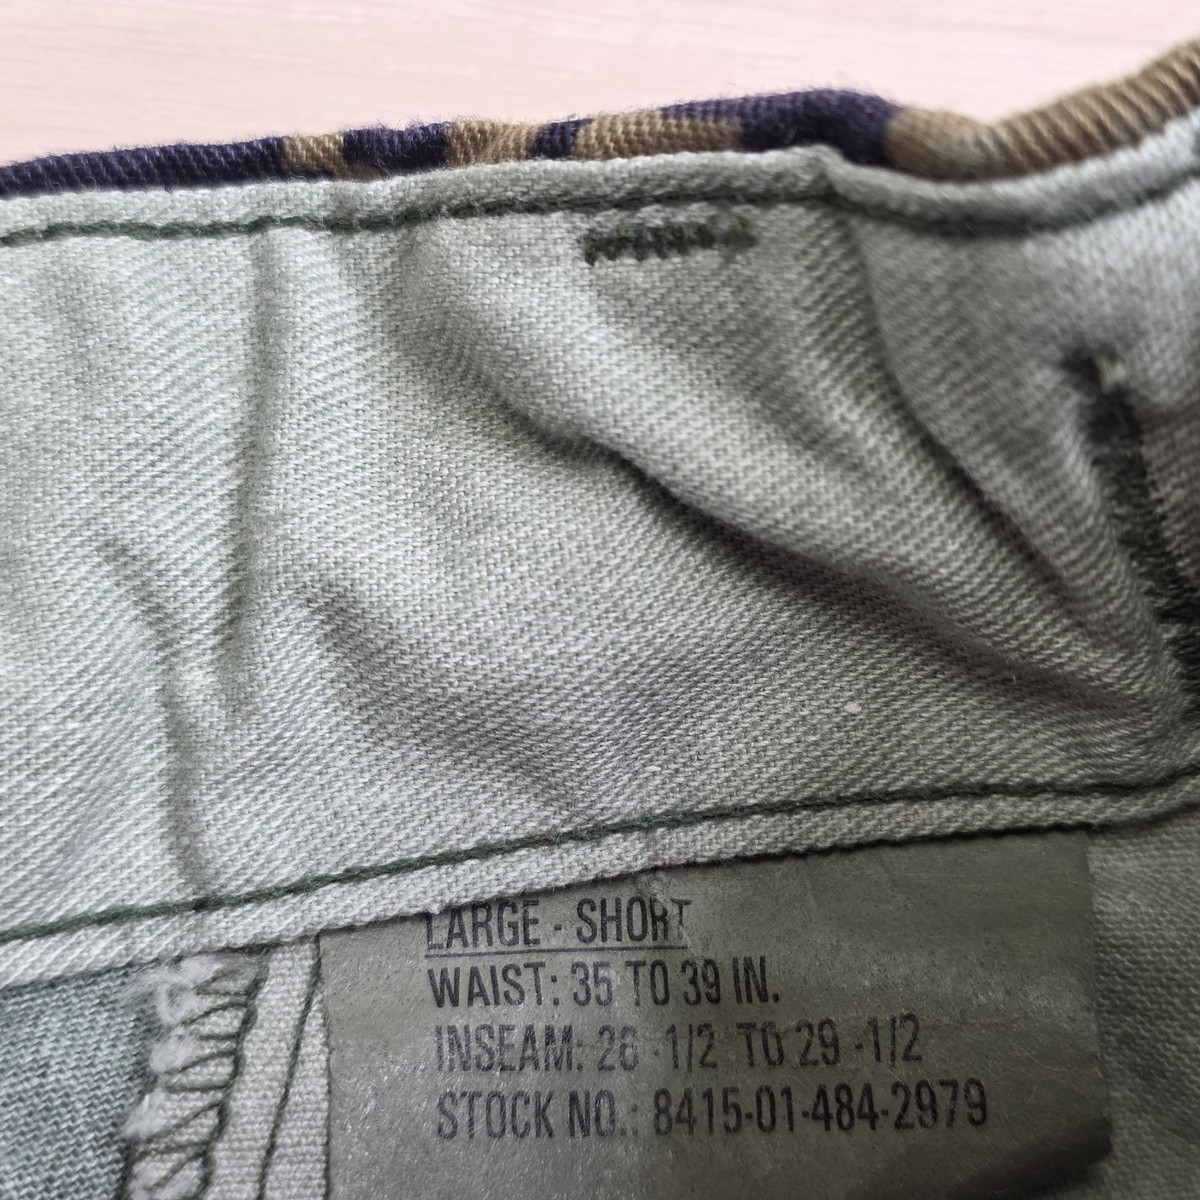 LARGE - SHORT
WAIST: 35 TO 39 IN.
INSEAM: 26 -1/2 TO 29 -1/2
STOCK NO.: 8415-01-484-2979